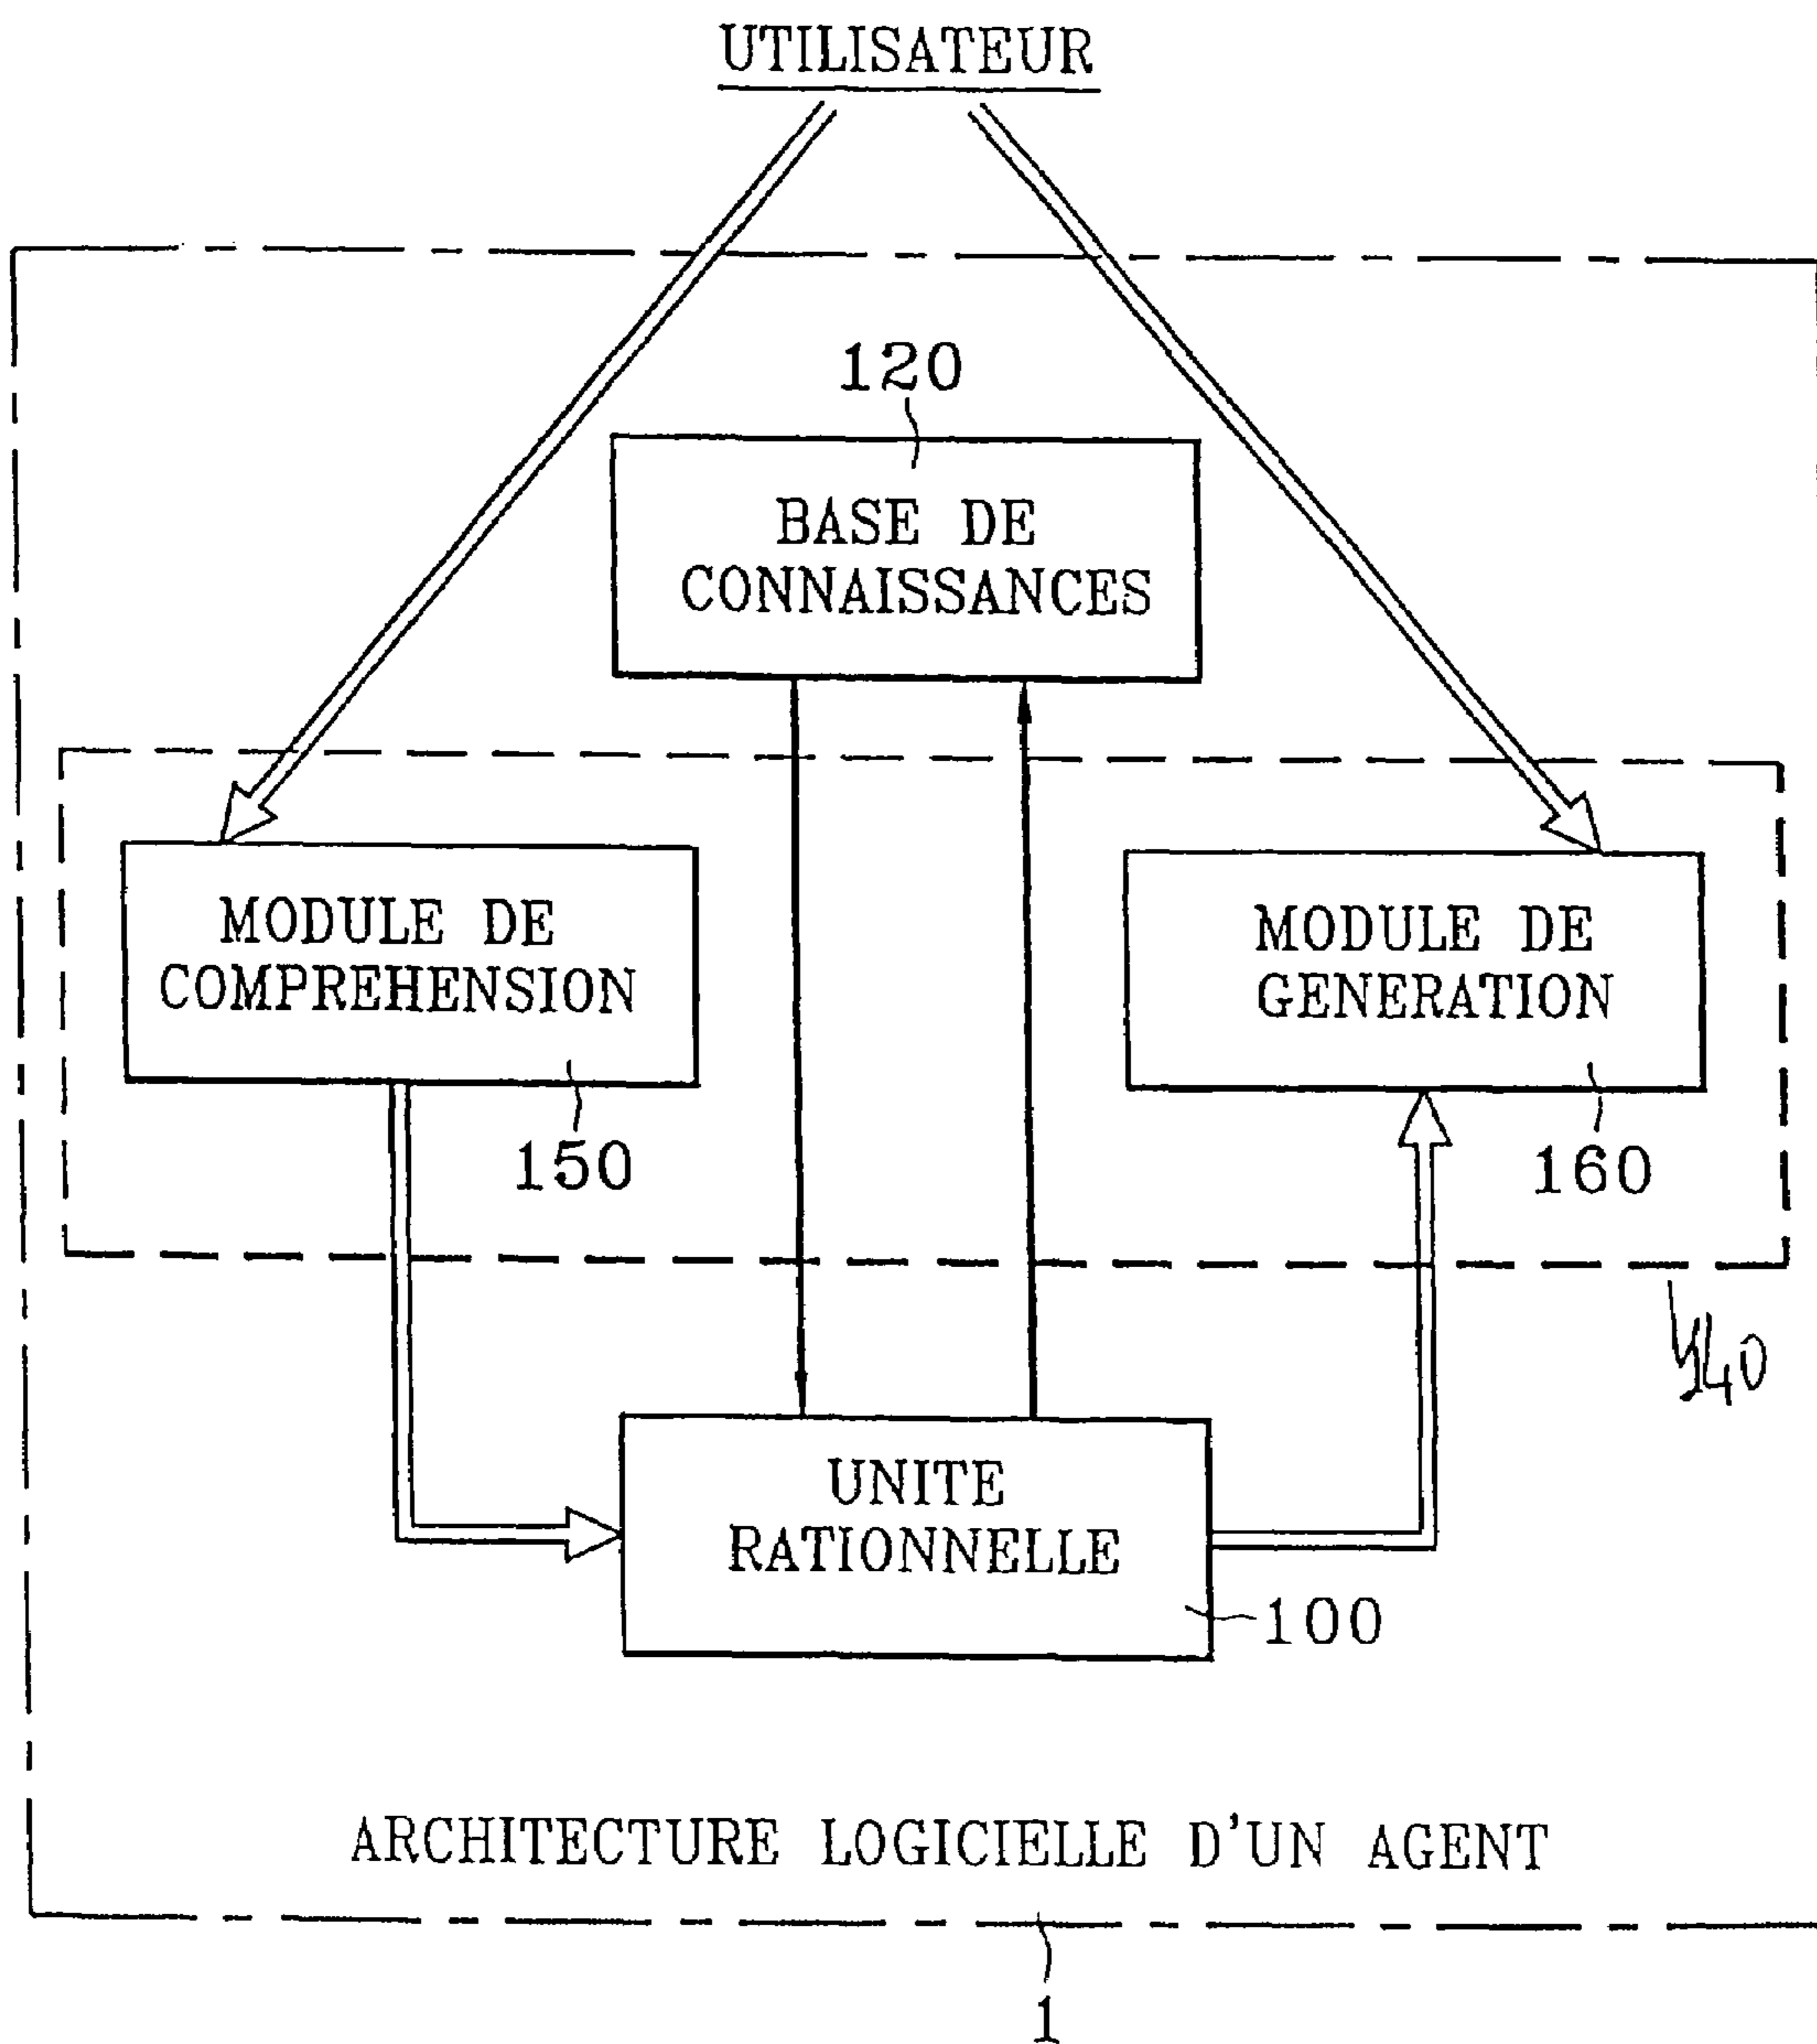 UTILISATEUR
120
BASE DE
CONNAISSANCES
MODULE DE
COMPREHENSION
150
MODULE DE
GENERATION
160
140
UNITE
RATIONNELLE
100
ARCHITECTURE LOGICIELLE D'UN AGENT
1